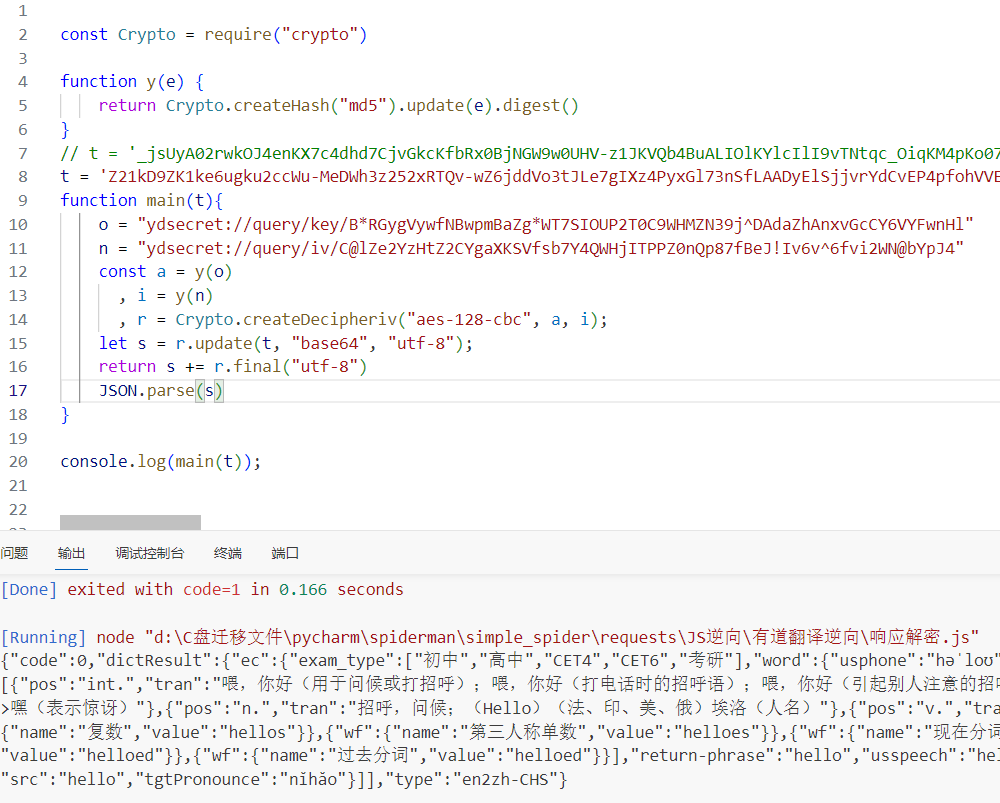 1
2 const Crypto = require("crypto")
3
4 function y(e) {
5 return Crypto.createHash("md5").update(e).digest()
6 }
7 // t = '_jsUyA02rwkOJ4enKX7c4dhd7CjvGkcKfbRx0BjNGW9w0UHV-z1JKVQb4BuALIOlKYlcIlI9vTNtqc_OiqKM4pKo07
8 t = 'Z21kD9ZK1ke6ugku2ccWu-MeDWh3z252xRTQv-wZ6jddVo3tJLe7gIXz4PyxGl73nSfLAADyElSjjvrYdCvEP4pfohVVE
9 function main(t){
10 o = "ydsecret://query/key/B*RGygVywfNBwpmBaZg*WT7SIOUP2T0C9WHMZN39j^DAdaZhAnxvGcCY6VYFwnHl"
11 n = "ydsecret://query/iv/C@lZe2YzHtZ2CYgaXKSVfsb7Y4QWHjITPPZ0nQp87fBeJ!Iv6v^6fvi2WN@bYpJ4"
12 const a = y(o)
13 , i = y(n)
14 , r = Crypto.createDecipheriv("aes-128-cbc", a, i);
15 let s = r.update(t, "base64", "utf-8");
16 return s += r.final("utf-8")
17 JSON.parse(s)
18 }
19
20 console.log(main(t));
21
22
问题 输出 调试控制台 终端 端口
[Done] exited with code=1 in 0.166 seconds
[Running] node "d:\C盘迁移文件\pycharm\spiderman\simple_spider\requests\JS逆向\有道翻译逆向\响应解密.js"
{"code":0,"dictResult":{"ec":{"exam_type":["初中","高中","CET4","CET6","考研"],"word":{"usphone":"həˈloʊ"
[{"pos":"int.","tran":"喂，你好（用于问候或打招呼）；喂，你好（打电话时的招呼语）；喂，你好（引起别人注意的招呼
>嘿（表示惊讶）"},{"pos":"n.","tran":"招呼，问候；（Hello）（法、印、美、俄）埃洛（人名）"},{"pos":"v.","tra
{"name":"复数","value":"hellos"}},{"wf":{"name":"第三人称单数","value":"helloes"}},{"wf":{"name":"现在分词
"value":"helloed"}},{"wf":{"name":"过去分词","value":"helloed"}}],"return-phrase":"hello","usspeech":"hel
"src":"hello","tgtPronounce":"nǐhǎo"}]],"type":"en2zh-CHS"}